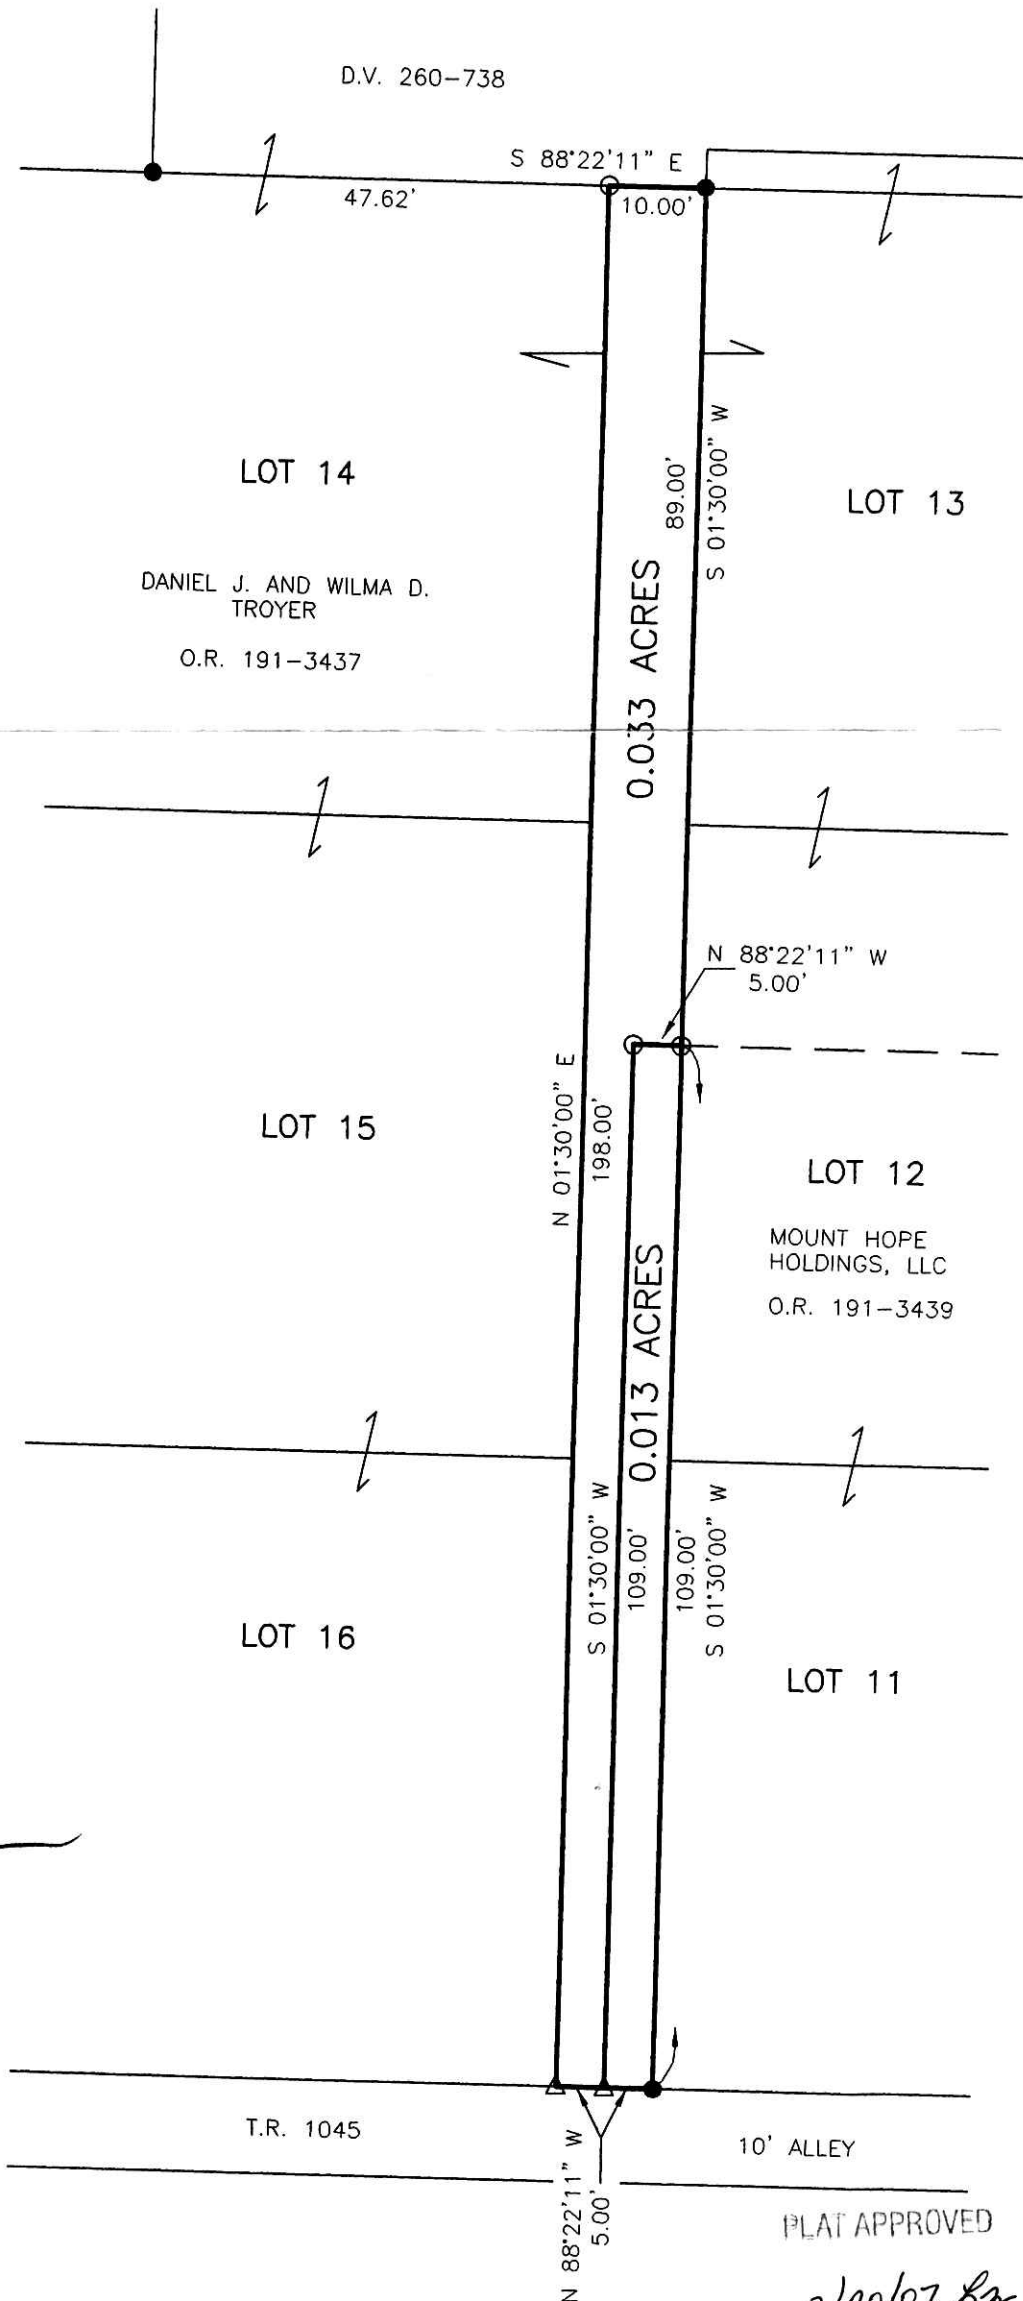 D.V. 260-738
S 88°22'11" E
47.62'
10.00'
LOT 14
DANIEL J. AND WILMA D.
TROYER
O.R. 191-3437
0.033 ACRES
89.00'
S 01°30'00" W
LOT 13
N 88°22'11" W
5.00'
LOT 15
N 01°30'00" E
198.00'
LOT 12
MOUNT HOPE
HOLDINGS, LLC
O.R. 191-3439
0.013 ACRES
LOT 16
S 01°30'00" W
109.00'
109.00'
S 01°30'00" W
LOT 11
T.R. 1045
N 88°22'11" W
5.00'
10' ALLEY
PLAT APPROVED